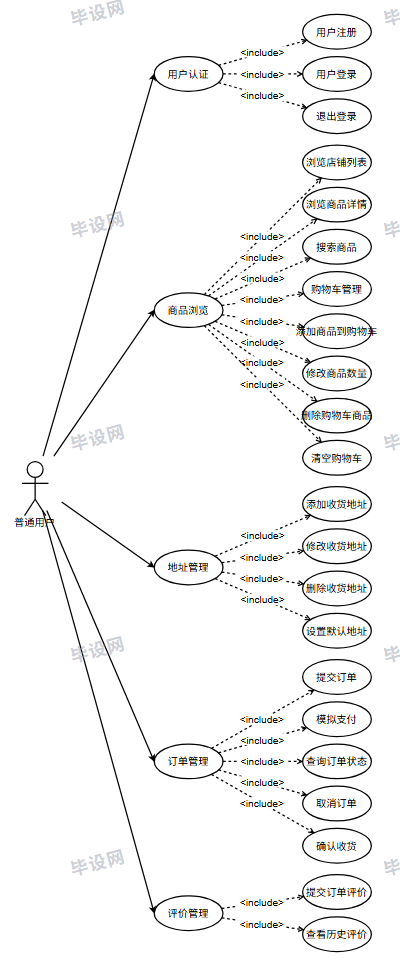 毕设网
用户注册
<include>
用户认证
<include>
用户登录
<include>
退出登录
浏览店铺列表
浏览商品详情
毕设网
毕
<include>
搜索商品
<include>
<include>
购物车管理
<include>
商品浏览
<include>
添加商品到购物车
<include>
<include>
修改商品数量
<include>
删除购物车商品
毕设网
毕
清空购物车
添加收货地址
普通用户
<include>
修改收货地址
<include>
地址管理
<include>
删除收货地址
<include>
设置默认地址
毕设网
毕
提交订单
<include>
模拟支付
<include>
订单管理
<include>
查询订单状态
<include>
取消订单
<include>
确认收货
毕设网
毕
提交订单评价
<include>
评价管理
<include>
查看历史评价